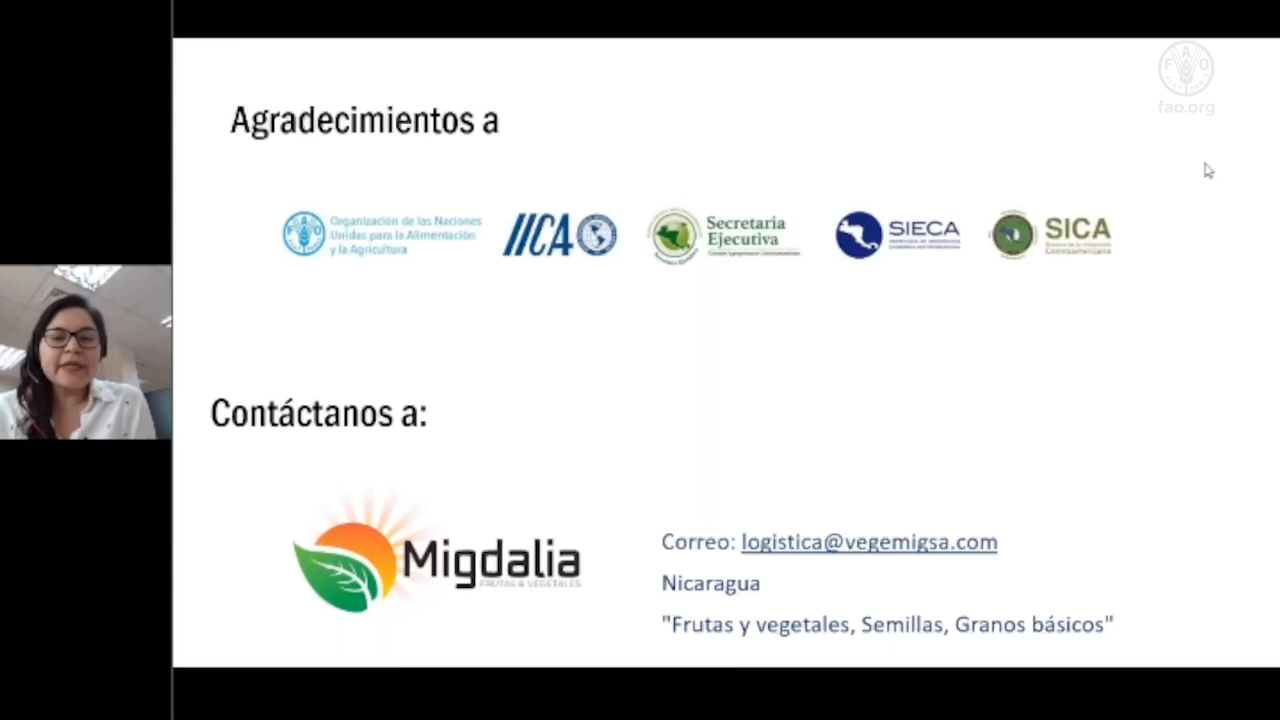 fao.org
Agradecimientos a
Organización de las Naciones
Unidas para la Alimentación
y la Agricultura
IICA
Secretaría
Ejecutiva
SIECA
SICA
Centroamericana
Contáctanos a:
Migdalia
FRUTAS & VEGETALES
Correo: logistica@vegemigsa.com
Nicaragua
"Frutas y vegetales, Semillas, Granos básicos"